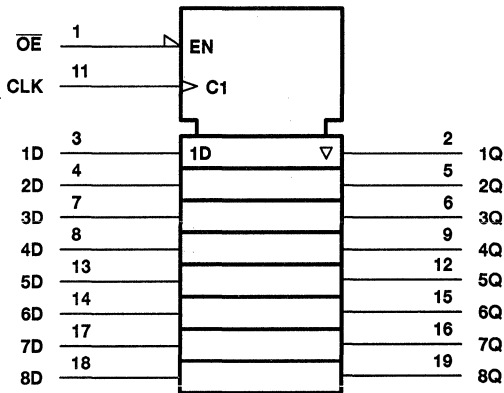 O̅E̅ 1 EN
CLK 11 C1
1D 3 1D ▽ 2 1Q
2D 4 5 2Q
3D 7 6 3Q
4D 8 9 4Q
5D 13 12 5Q
6D 14 15 6Q
7D 17 16 7Q
8D 18 19 8Q